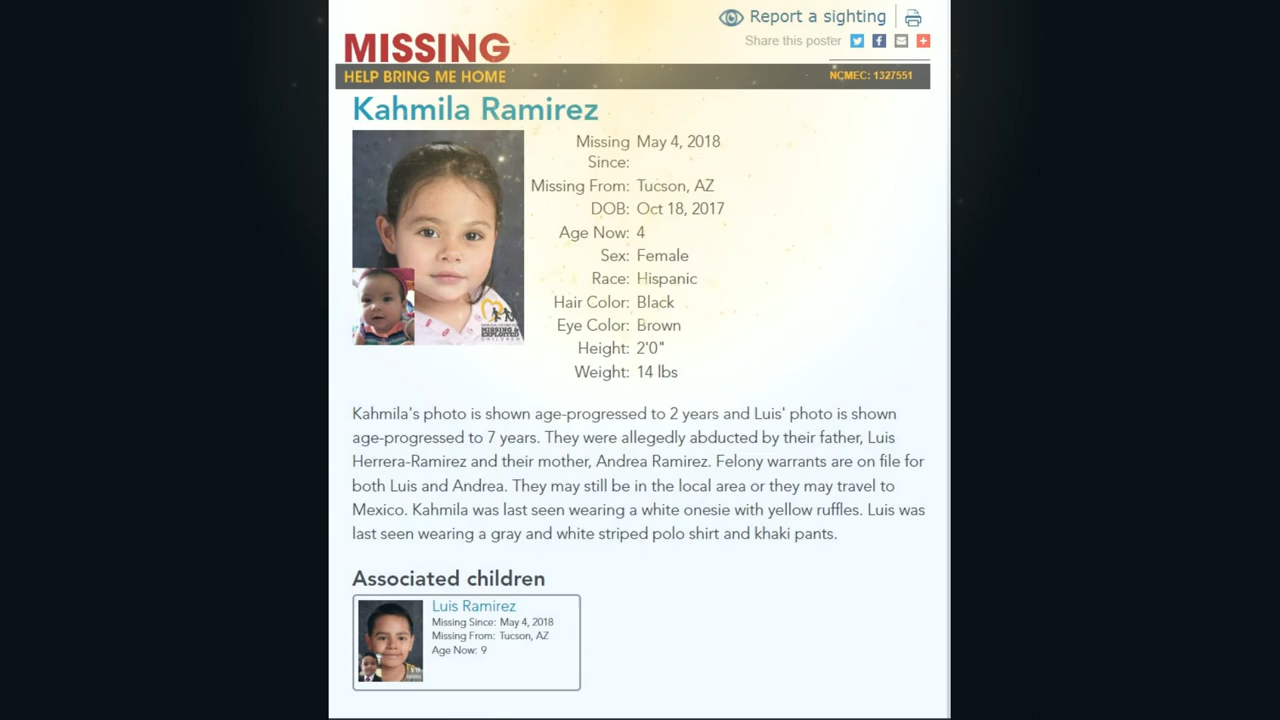 Report a sighting
Share this poster
MISSING
HELP BRING ME HOME
NCMEC: 1327551
Kahmila Ramirez
Missing Since: May 4, 2018
Missing From: Tucson, AZ
DOB: Oct 18, 2017
Age Now: 4
Sex: Female
Race: Hispanic
Hair Color: Black
Eye Color: Brown
Height: 2'0"
Weight: 14 lbs
MISSING &
EXPLOITED
CHILDREN
Kahmila's photo is shown age-progressed to 2 years and Luis' photo is shown
age-progressed to 7 years. They were allegedly abducted by their father, Luis
Herrera-Ramirez and their mother, Andrea Ramirez. Felony warrants are on file for
both Luis and Andrea. They may still be in the local area or they may travel to
Mexico. Kahmila was last seen wearing a white onesie with yellow ruffles. Luis was
last seen wearing a gray and white striped polo shirt and khaki pants.
Associated children
Luis Ramirez
Missing Since: May 4, 2018
Missing From: Tucson, AZ
Age Now: 9